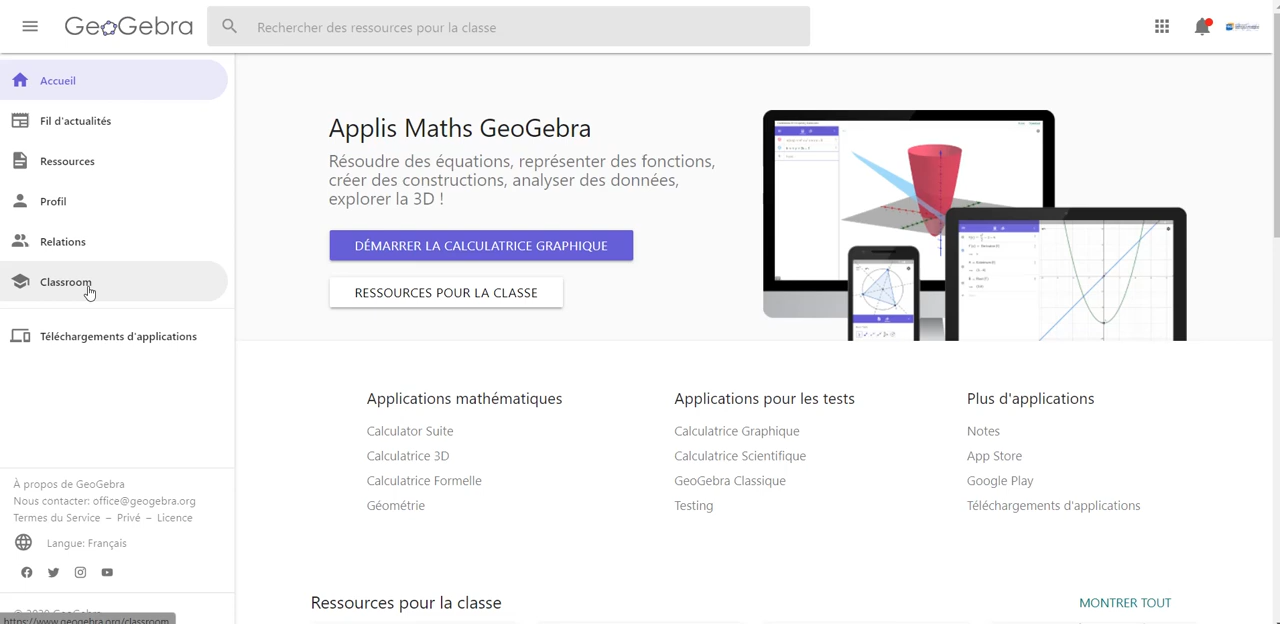 GeoGebra
Rechercher des ressources pour la classe
Accueil
Fil d'actualités
Ressources
Profil
Relations
Classroom
Téléchargements d'applications
Applis Maths GeoGebra
Résoudre des équations, représenter des fonctions,
créer des constructions, analyser des données,
explorer la 3D !
DÉMARRER LA CALCULATRICE GRAPHIQUE
RESSOURCES POUR LA CLASSE
Applications mathématiques
Calculator Suite
Calculatrice 3D
Calculatrice Formelle
Géométrie
Applications pour les tests
Calculatrice Graphique
Calculatrice Scientifique
GeoGebra Classique
Testing
Plus d'applications
Notes
App Store
Google Play
Téléchargements d'applications
À propos de GeoGebra
Nous contacter: office@geogebra.org
Termes du Service – Privé – Licence
Langue: Français
© 2020 GeoGebra
https://www.geogebra.org/classroom
Ressources pour la classe
MONTRER TOUT